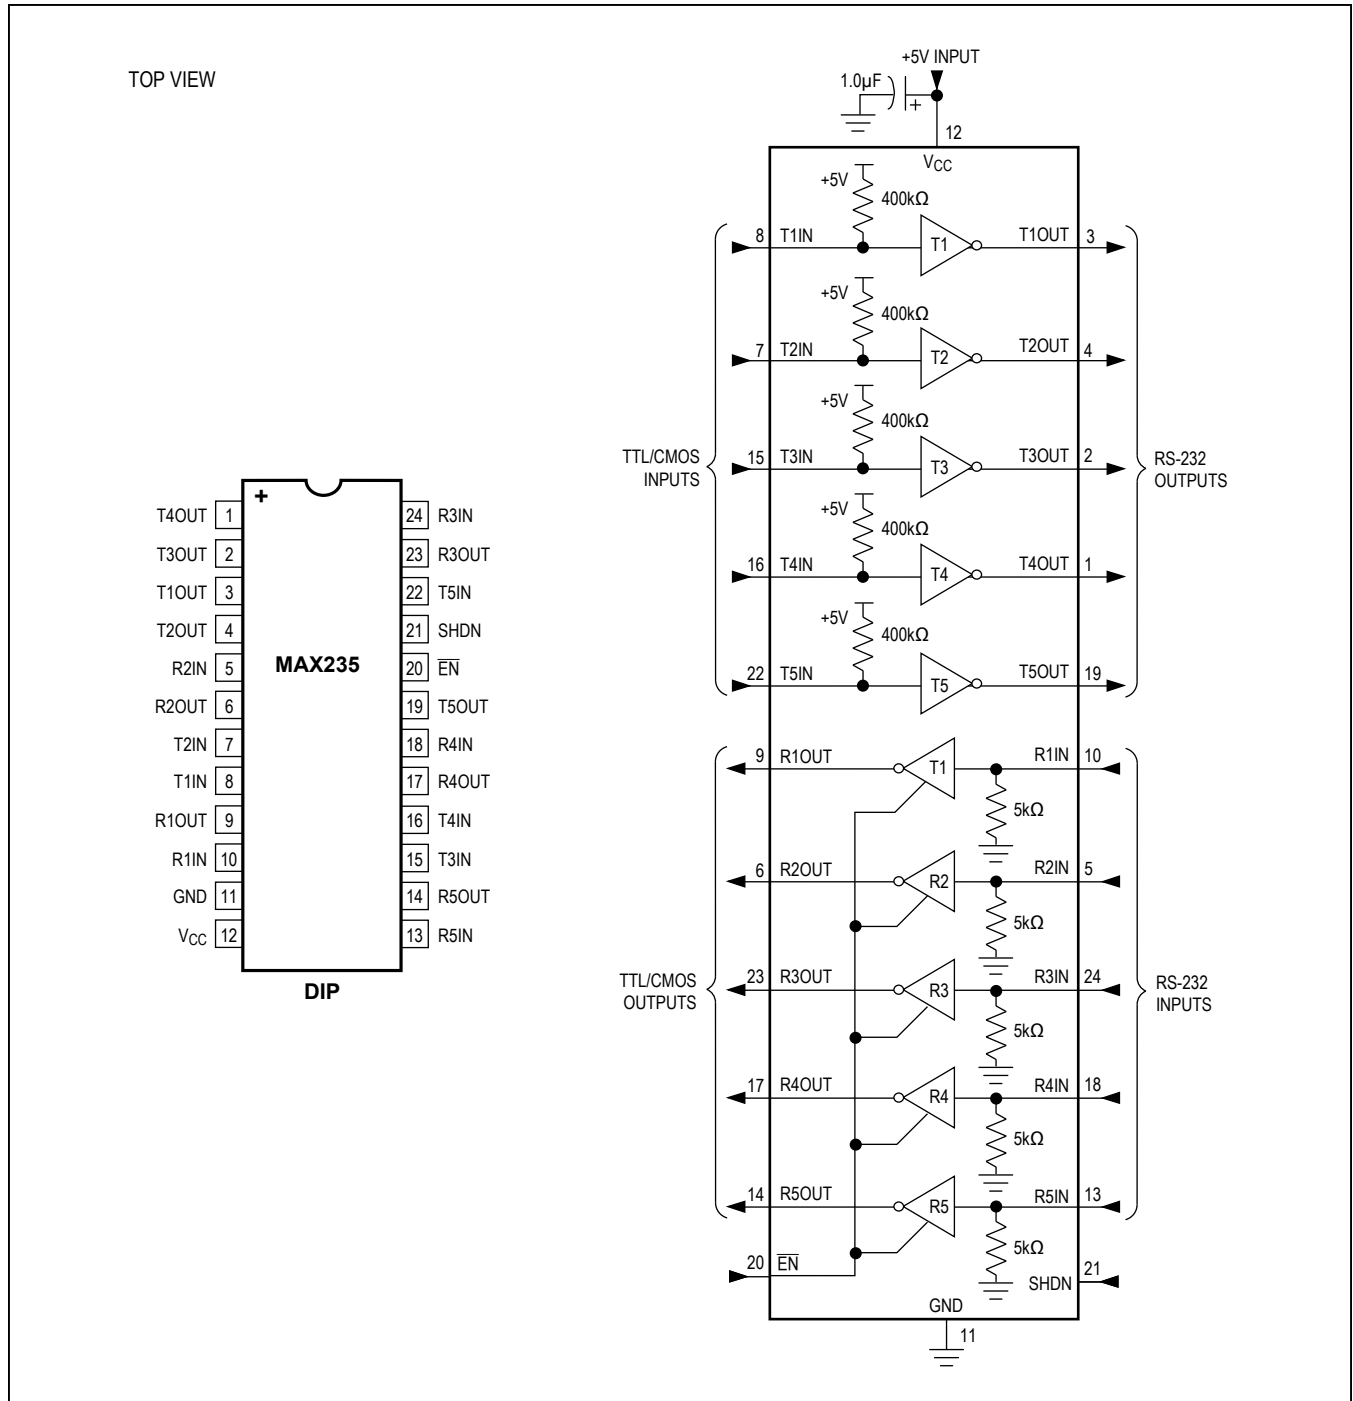 TOP VIEW
T4OUT 1
T3OUT 2
T1OUT 3
T2OUT 4
R2IN 5
R2OUT 6
T2IN 7
T1IN 8
R1OUT 9
R1IN 10
GND 11
VCC 12
+
MAX235
24 R3IN
23 R3OUT
22 T5IN
21 SHDN
20 E̅N̅
19 T5OUT
18 R4IN
17 R4OUT
16 T4IN
15 T3IN
14 R5OUT
13 R5IN
DIP
+5V INPUT
1.0µF
+
12
VCC
+5V
400kΩ
8 T1IN T1 T1OUT 3
+5V
400kΩ
7 T2IN T2 T2OUT 4
+5V
400kΩ
15 T3IN T3 T3OUT 2
TTL/CMOS
INPUTS
RS-232
OUTPUTS
+5V
400kΩ
16 T4IN T4 T4OUT 1
+5V
400kΩ
22 T5IN T5 T5OUT 19
9 R1OUT T1 R1IN 10
5kΩ
6 R2OUT R2 R2IN 5
5kΩ
23 R3OUT R3 R3IN 24
5kΩ
TTL/CMOS
OUTPUTS
RS-232
INPUTS
17 R4OUT R4 R4IN 18
5kΩ
14 R5OUT R5 R5IN 13
5kΩ
20 E̅N̅
SHDN 21
GND
11